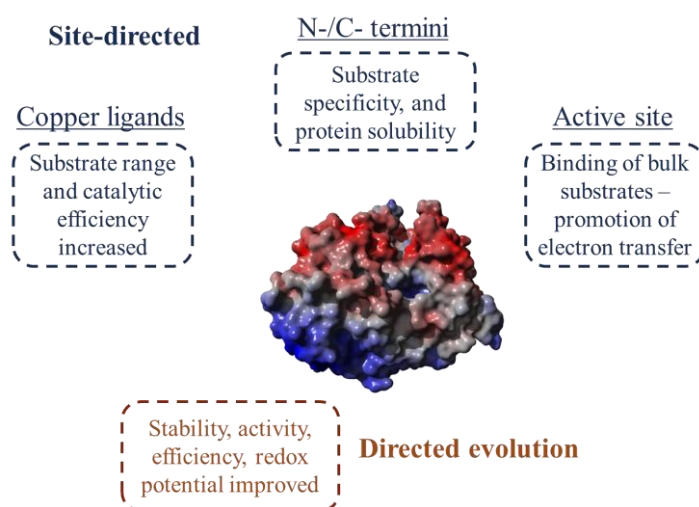 Site-directed
N-/C- termini
Substrate
specificity, and
protein solubility
Copper ligands
Substrate range
and catalytic
efficiency
increased
Active site
Binding of bulk
substrates –
promotion of
electron transfer
Stability, activity,
efficiency, redox
potential improved
Directed evolution